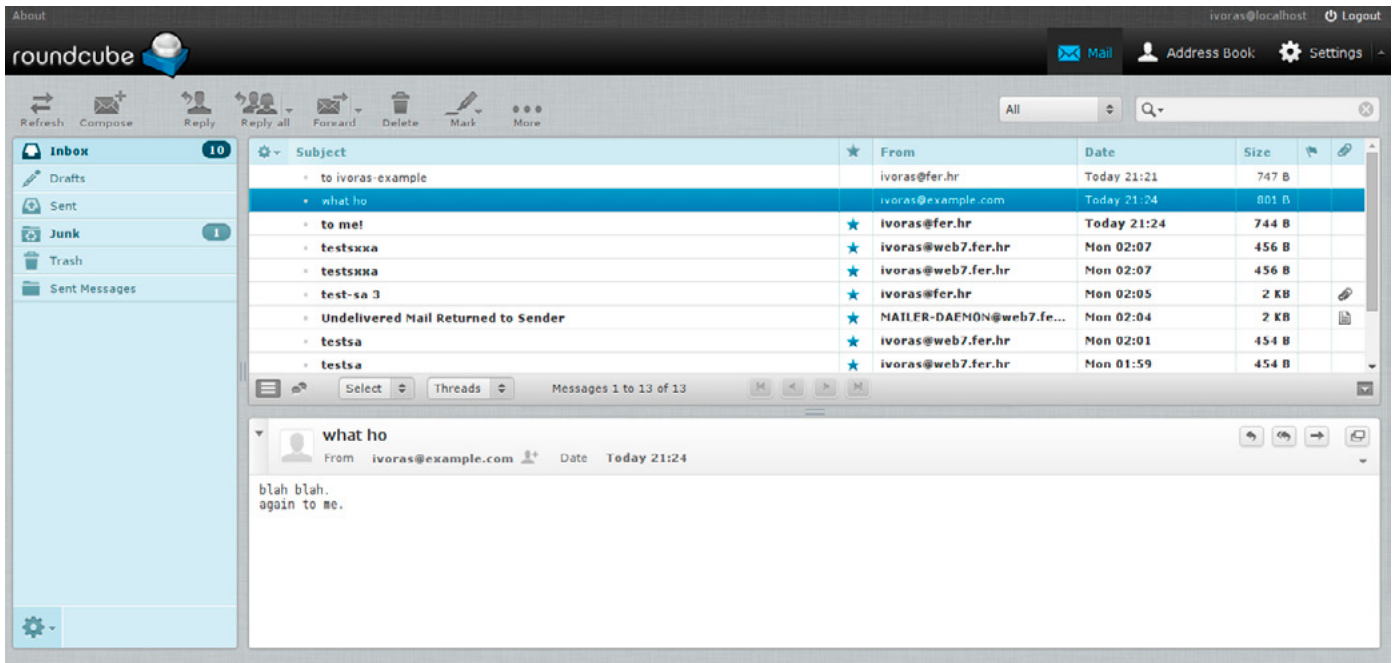 About ivoras@localhost Logout
roundcube Mail Address Book Settings
Refresh Compose Reply Reply all Forward Delete Mark More All
Inbox 10
Drafts
Sent
Junk 1
Trash
Sent Messages
Subject From Date Size
to ivoras-example ivoras@fer.hr Today 21:21 747 B
what ho ivoras@example.com Today 21:24 801 B
to me! ivoras@fer.hr Today 21:24 744 B
testsxxa ivoras@web7.fer.hr Mon 02:07 456 B
testsxxa ivoras@web7.fer.hr Mon 02:07 456 B
test-sa 3 ivoras@fer.hr Mon 02:05 2 KB
Undelivered Mail Returned to Sender MAILER-DAEMON@web7.fe... Mon 02:04 2 KB
testsa ivoras@web7.fer.hr Mon 02:01 454 B
testsa ivoras@web7.fer.hr Mon 01:59 454 B
Select Threads Messages 1 to 13 of 13
what ho
From ivoras@example.com Date Today 21:24
blah blah.
again to me.